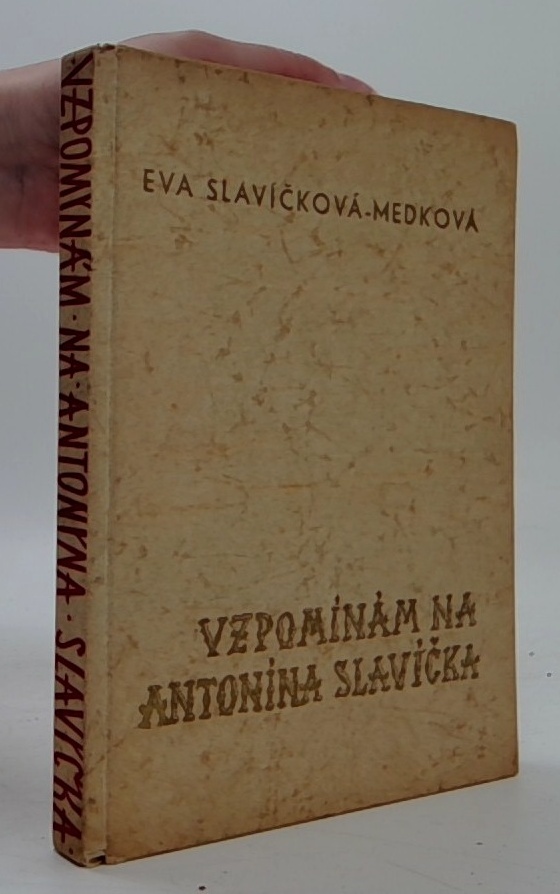 VZPOMÍNÁM · NA · ANTONÍNA · SLAVÍČKA ·
EVA SLAVÍČKOVÁ-MEDKOVÁ
VZPOMÍNÁM NA
ANTONÍNA SLAVÍČKA